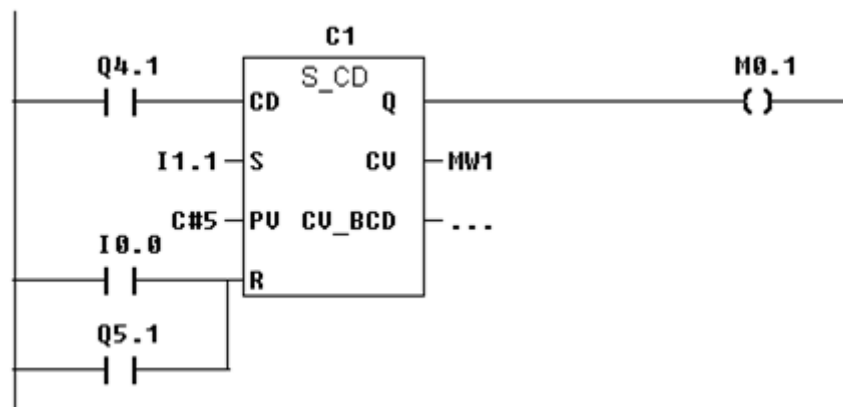 C1
Q4.1 S_CD M0.1
CD Q
I1.1 S CV MW1
C#5 PV CV_BCD ...
I0.0
R
Q5.1